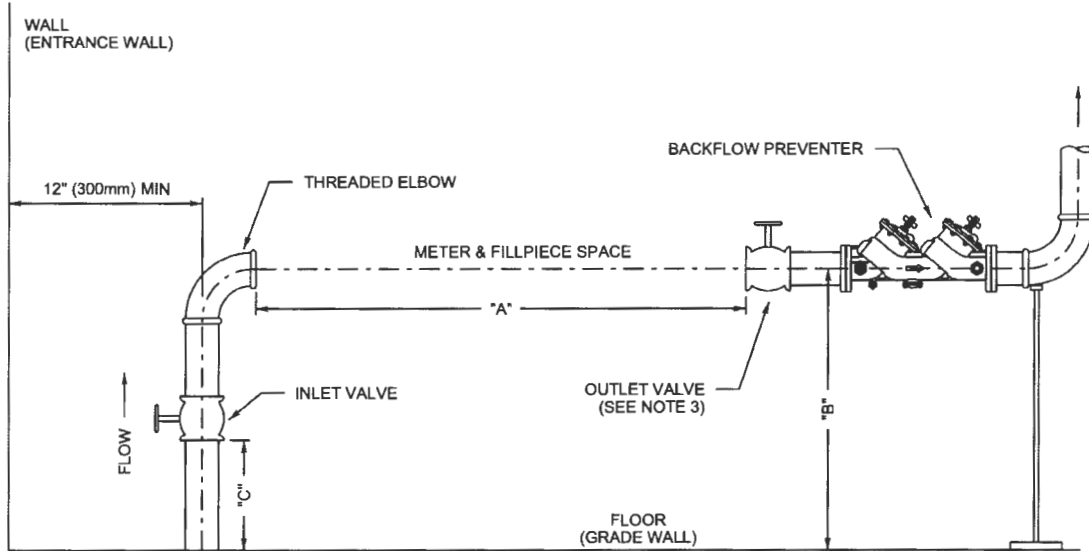 WALL
(ENTRANCE WALL)
BACKFLOW PREVENTER
12" (300mm) MIN
THREADED ELBOW
METER & FILLPIECE SPACE
"A"
INLET VALVE
OUTLET VALVE
(SEE NOTE 3)
"B"
FLOW
"C"
FLOOR
(GRADE WALL)